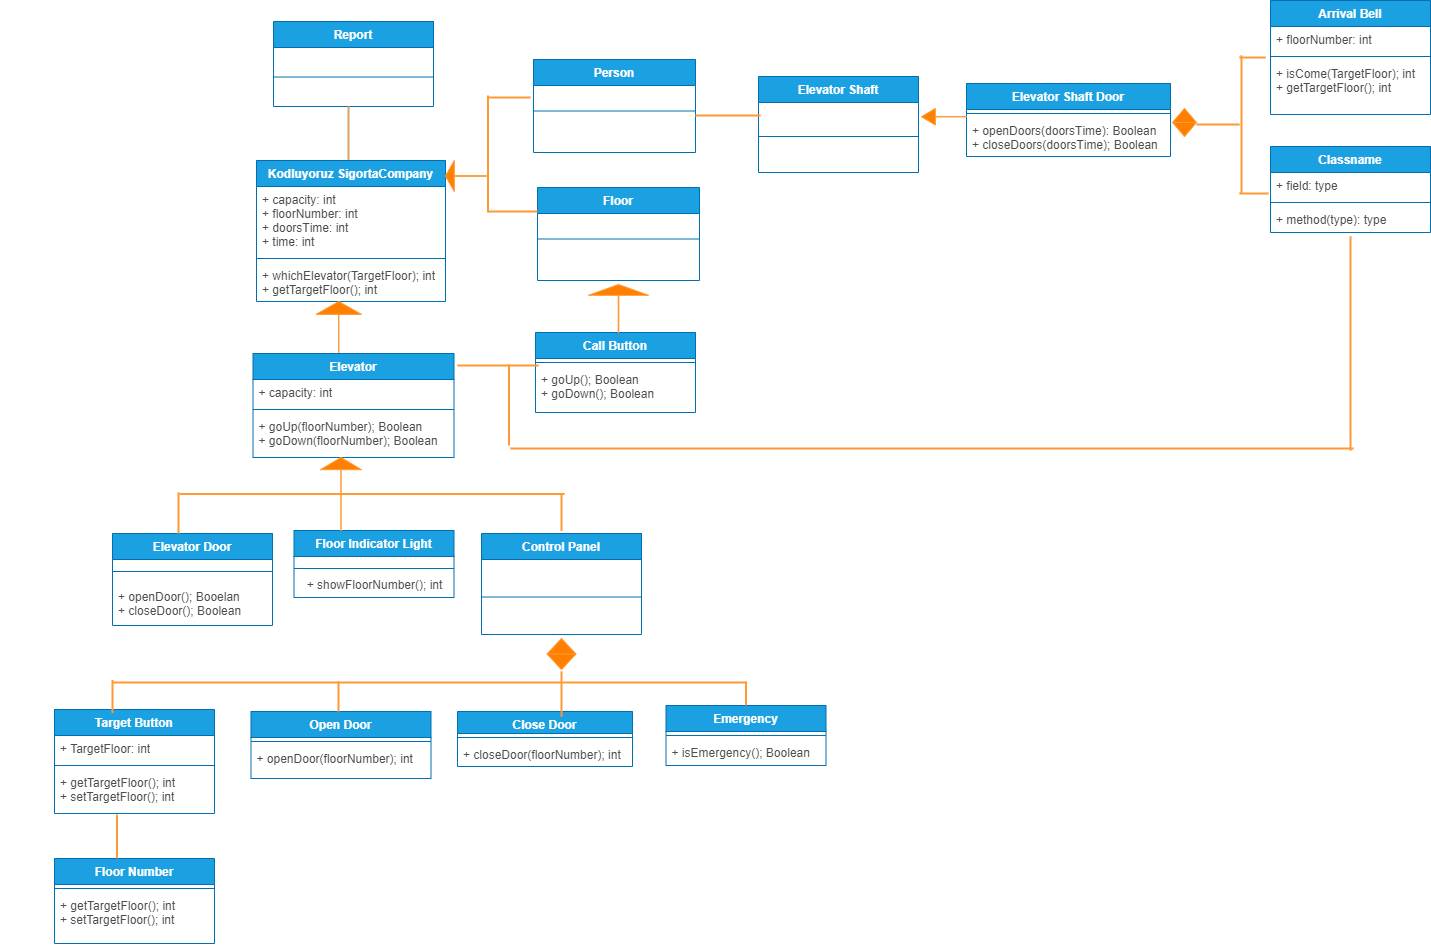 Report
Kodluyoruz SigortaCompany
+ capacity: int
+ floorNumber: int
+ doorsTime: int
+ time: int
+ whichElevator(TargetFloor); int
+ getTargetFloor(); int
Person
Floor
Elevator Shaft
Elevator Shaft Door
+ openDoors(doorsTime): Boolean
+ closeDoors(doorsTime); Boolean
Arrival Bell
+ floorNumber: int
+ isCome(TargetFloor); int
+ getTargetFloor(); int
Classname
+ field: type
+ method(type): type
Elevator
+ capacity: int
+ goUp(floorNumber); Boolean
+ goDown(floorNumber); Boolean
Call Button
+ goUp(); Boolean
+ goDown(); Boolean
Elevator Door
+ openDoor(); Booelan
+ closeDoor(); Boolean
Floor Indicator Light
+ showFloorNumber(); int
Control Panel
Target Button
+ TargetFloor: int
+ getTargetFloor(); int
+ setTargetFloor(); int
Open Door
+ openDoor(floorNumber); int
Close Door
+ closeDoor(floorNumber); int
Emergency
+ isEmergency(); Boolean
Floor Number
+ getTargetFloor(); int
+ setTargetFloor(); int